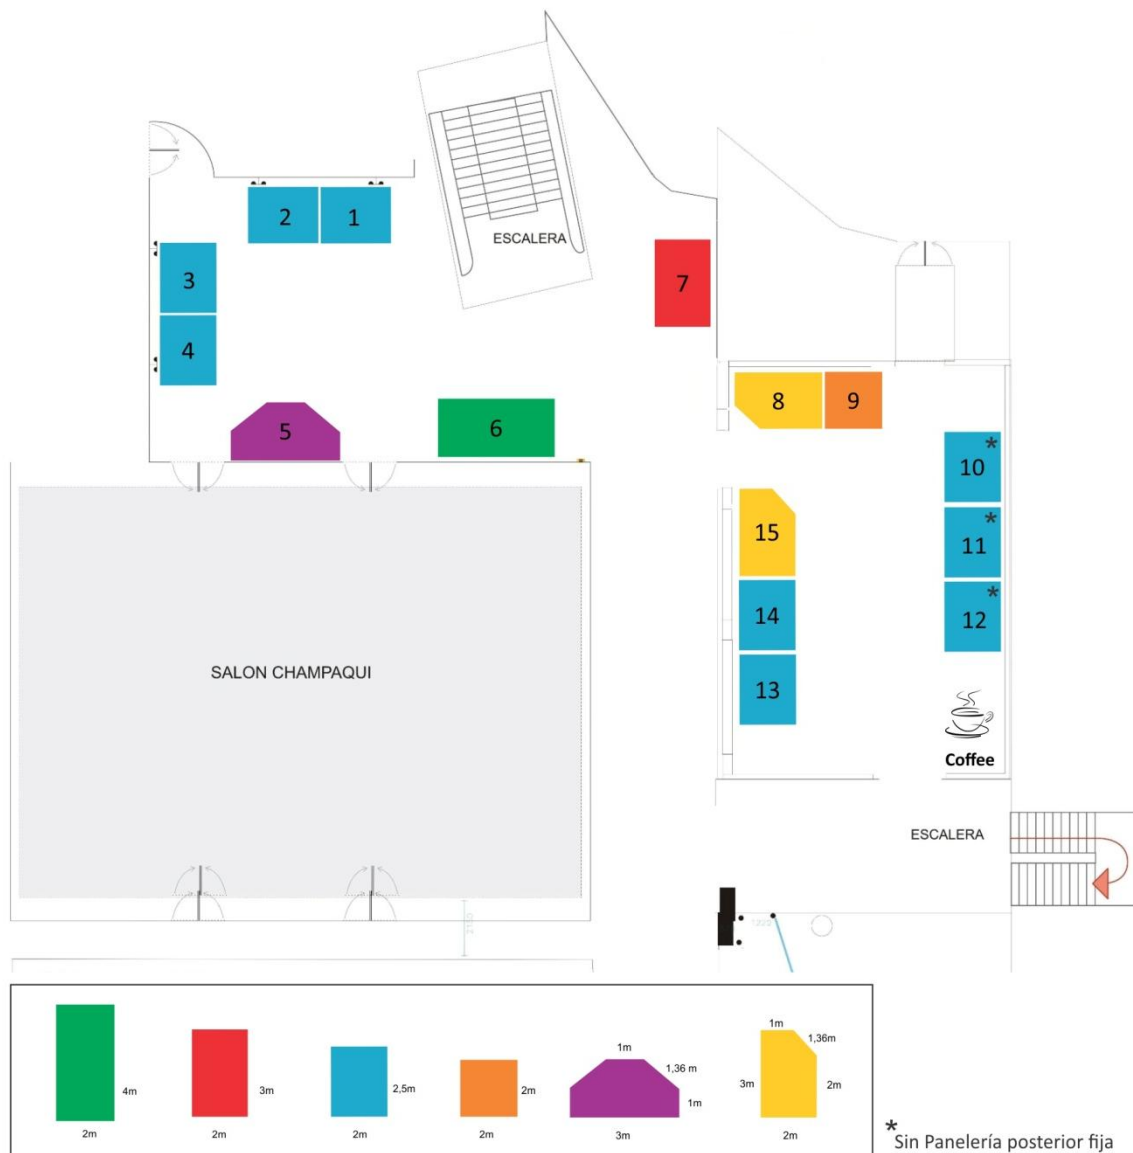 ESCALERA
2
1
3
4
5
6
7
8
9
10
*
11
*
12
*
15
14
13
SALON CHAMPAQUI
Coffee
ESCALERA
4m
2m
3m
2m
2,5m
2m
2m
2m
1m
1,36 m
1m
3m
1m
1,36m
3m
2m
2m
* Sin Panelería posterior fija